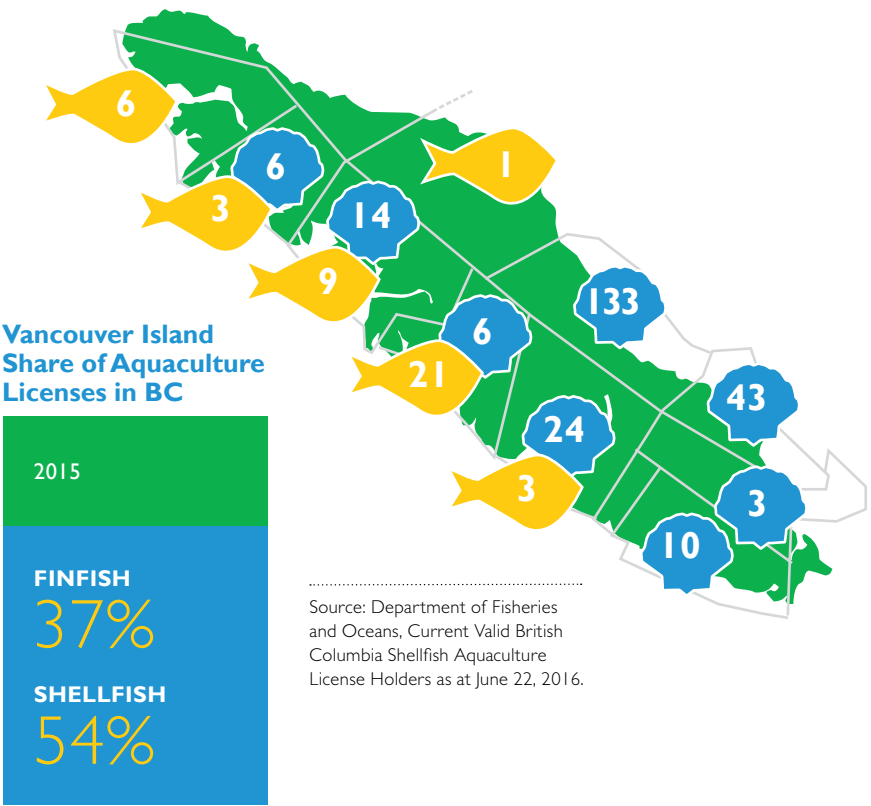 6
1
6
3
14
9
133
6
21
43
24
3
3
10
Vancouver Island
Share of Aquaculture
Licenses in BC
2015
FINFISH
37%
SHELLFISH
54%
Source: Department of Fisheries
and Oceans, Current Valid British
Columbia Shellfish Aquaculture
License Holders as at June 22, 2016.